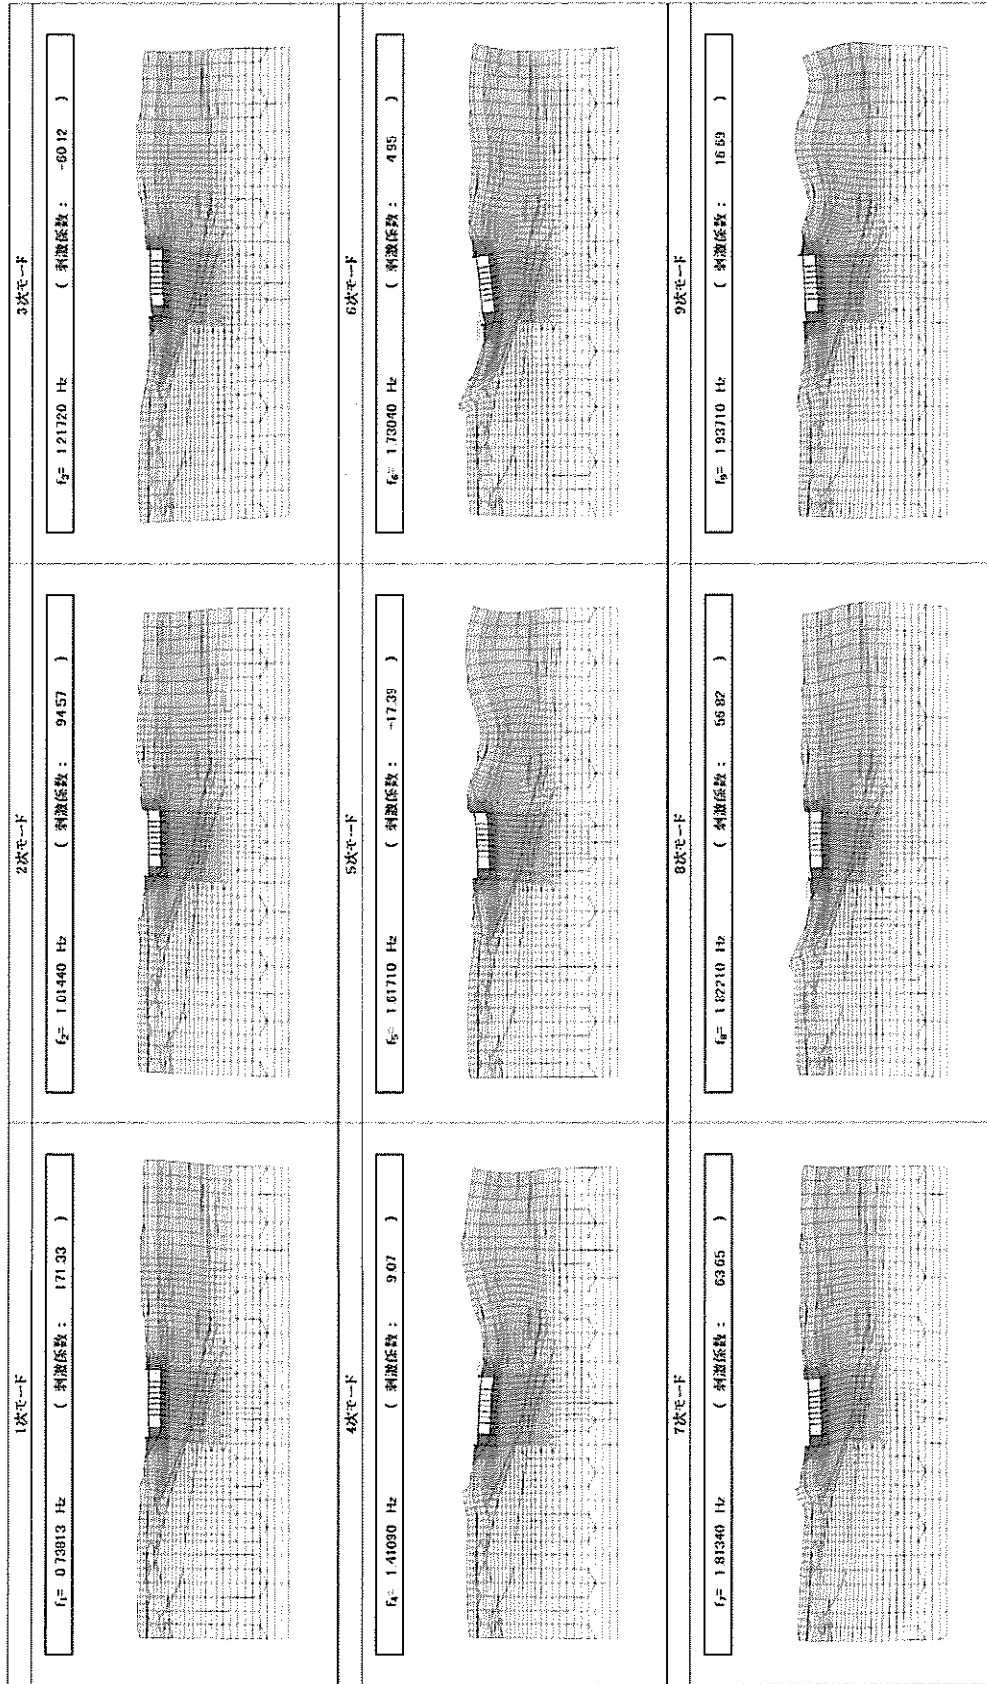 1次モード
f₁= 0.73813 Hz ( 刺激係数: 171.33 )
2次モード
f₂= 1.01440 Hz ( 刺激係数: 94.57 )
3次モード
f₃= 1.21720 Hz ( 刺激係数: -60.12 )
4次モード
f₄= 1.41090 Hz ( 刺激係数: 9.07 )
5次モード
f₅= 1.61710 Hz ( 刺激係数: -17.39 )
6次モード
f₆= 1.73040 Hz ( 刺激係数: 4.95 )
7次モード
f₇= 1.81340 Hz ( 刺激係数: 63.65 )
8次モード
f₈= 1.82210 Hz ( 刺激係数: 56.82 )
9次モード
f₉= 1.93710 Hz ( 刺激係数: 16.69 )